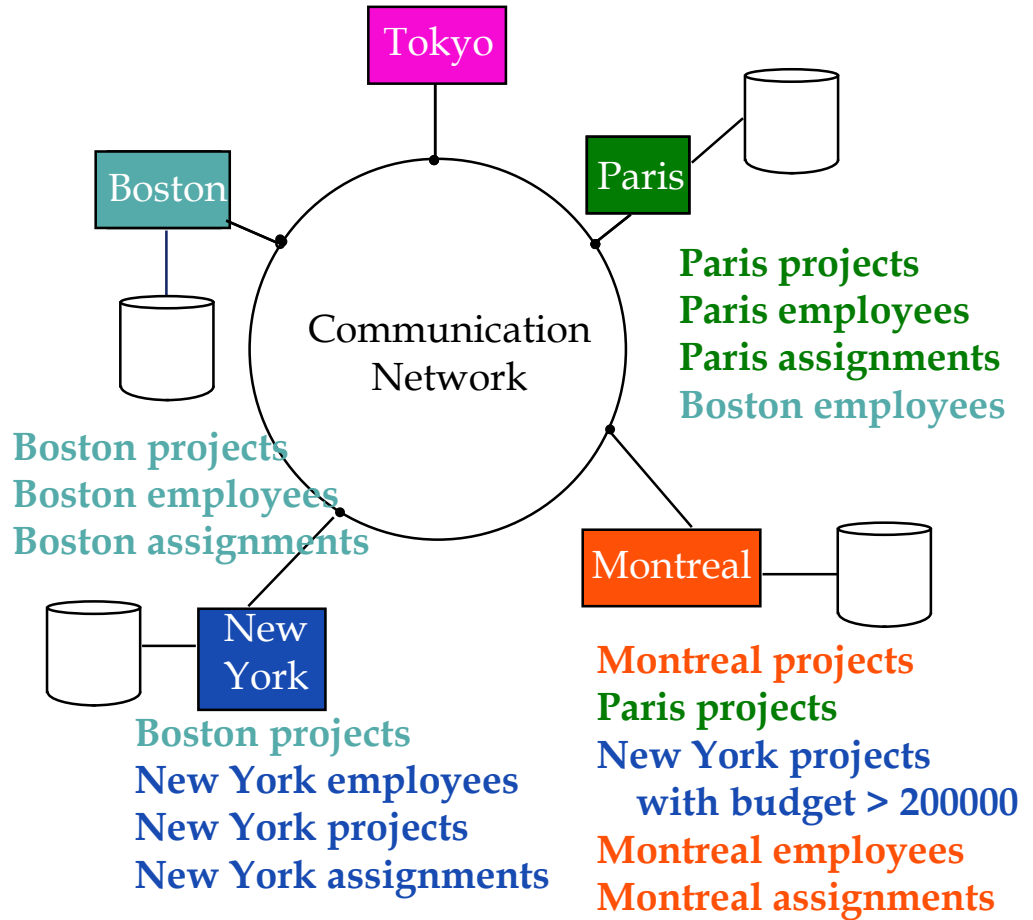 Tokyo
Boston
Paris
Communication
Network
Paris projects
Paris employees
Paris assignments
Boston employees
Boston projects
Boston employees
Boston assignments
Montreal
New
York
Montreal projects
Paris projects
New York projects
with budget > 200000
Montreal employees
Montreal assignments
Boston projects
New York employees
New York projects
New York assignments